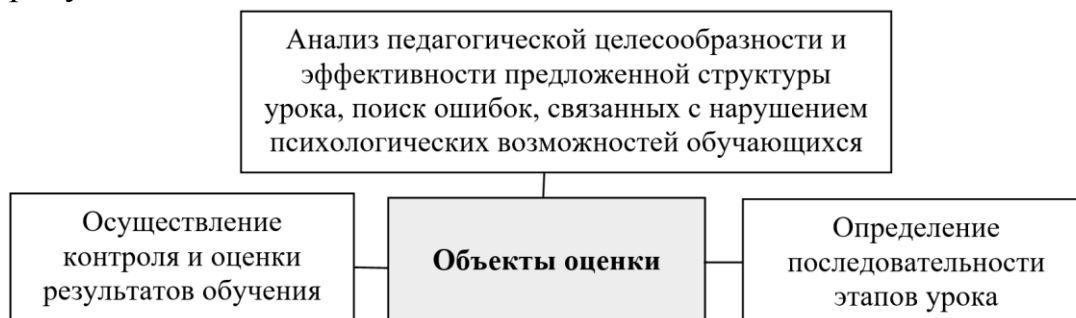 Анализ педагогической целесообразности и
эффективности предложенной структуры
урока, поиск ошибок, связанных с нарушением
психологических возможностей обучающихся
Осуществление
контроля и оценки
результатов обучения
Объекты оценки
Определение
последовательности
этапов урока